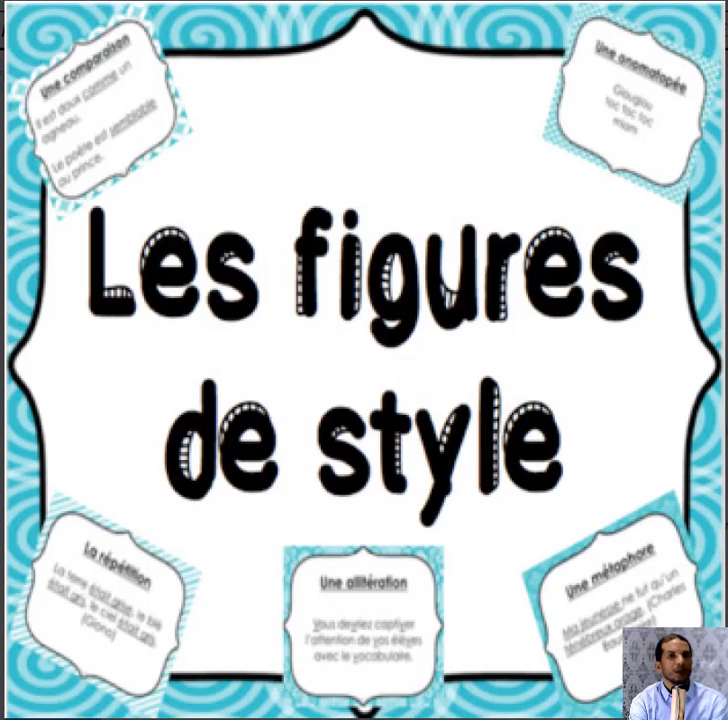 Une comparaison
Il est doux comme un
agneau.
Le poète est semblable
au prince.
Une onomatopée
Glouglou
toc toc toc
miam
Les figures
de style
La répétition
La terre était grise, le blé
était gris, le ciel était gris.
(Giono)
Une allitération
Vous devriez captiver
l'attention de vos élèves
avec le vocabulaire.
Une métaphore
Ma jeunesse ne fut qu'un
ténébreux orage. (Charles